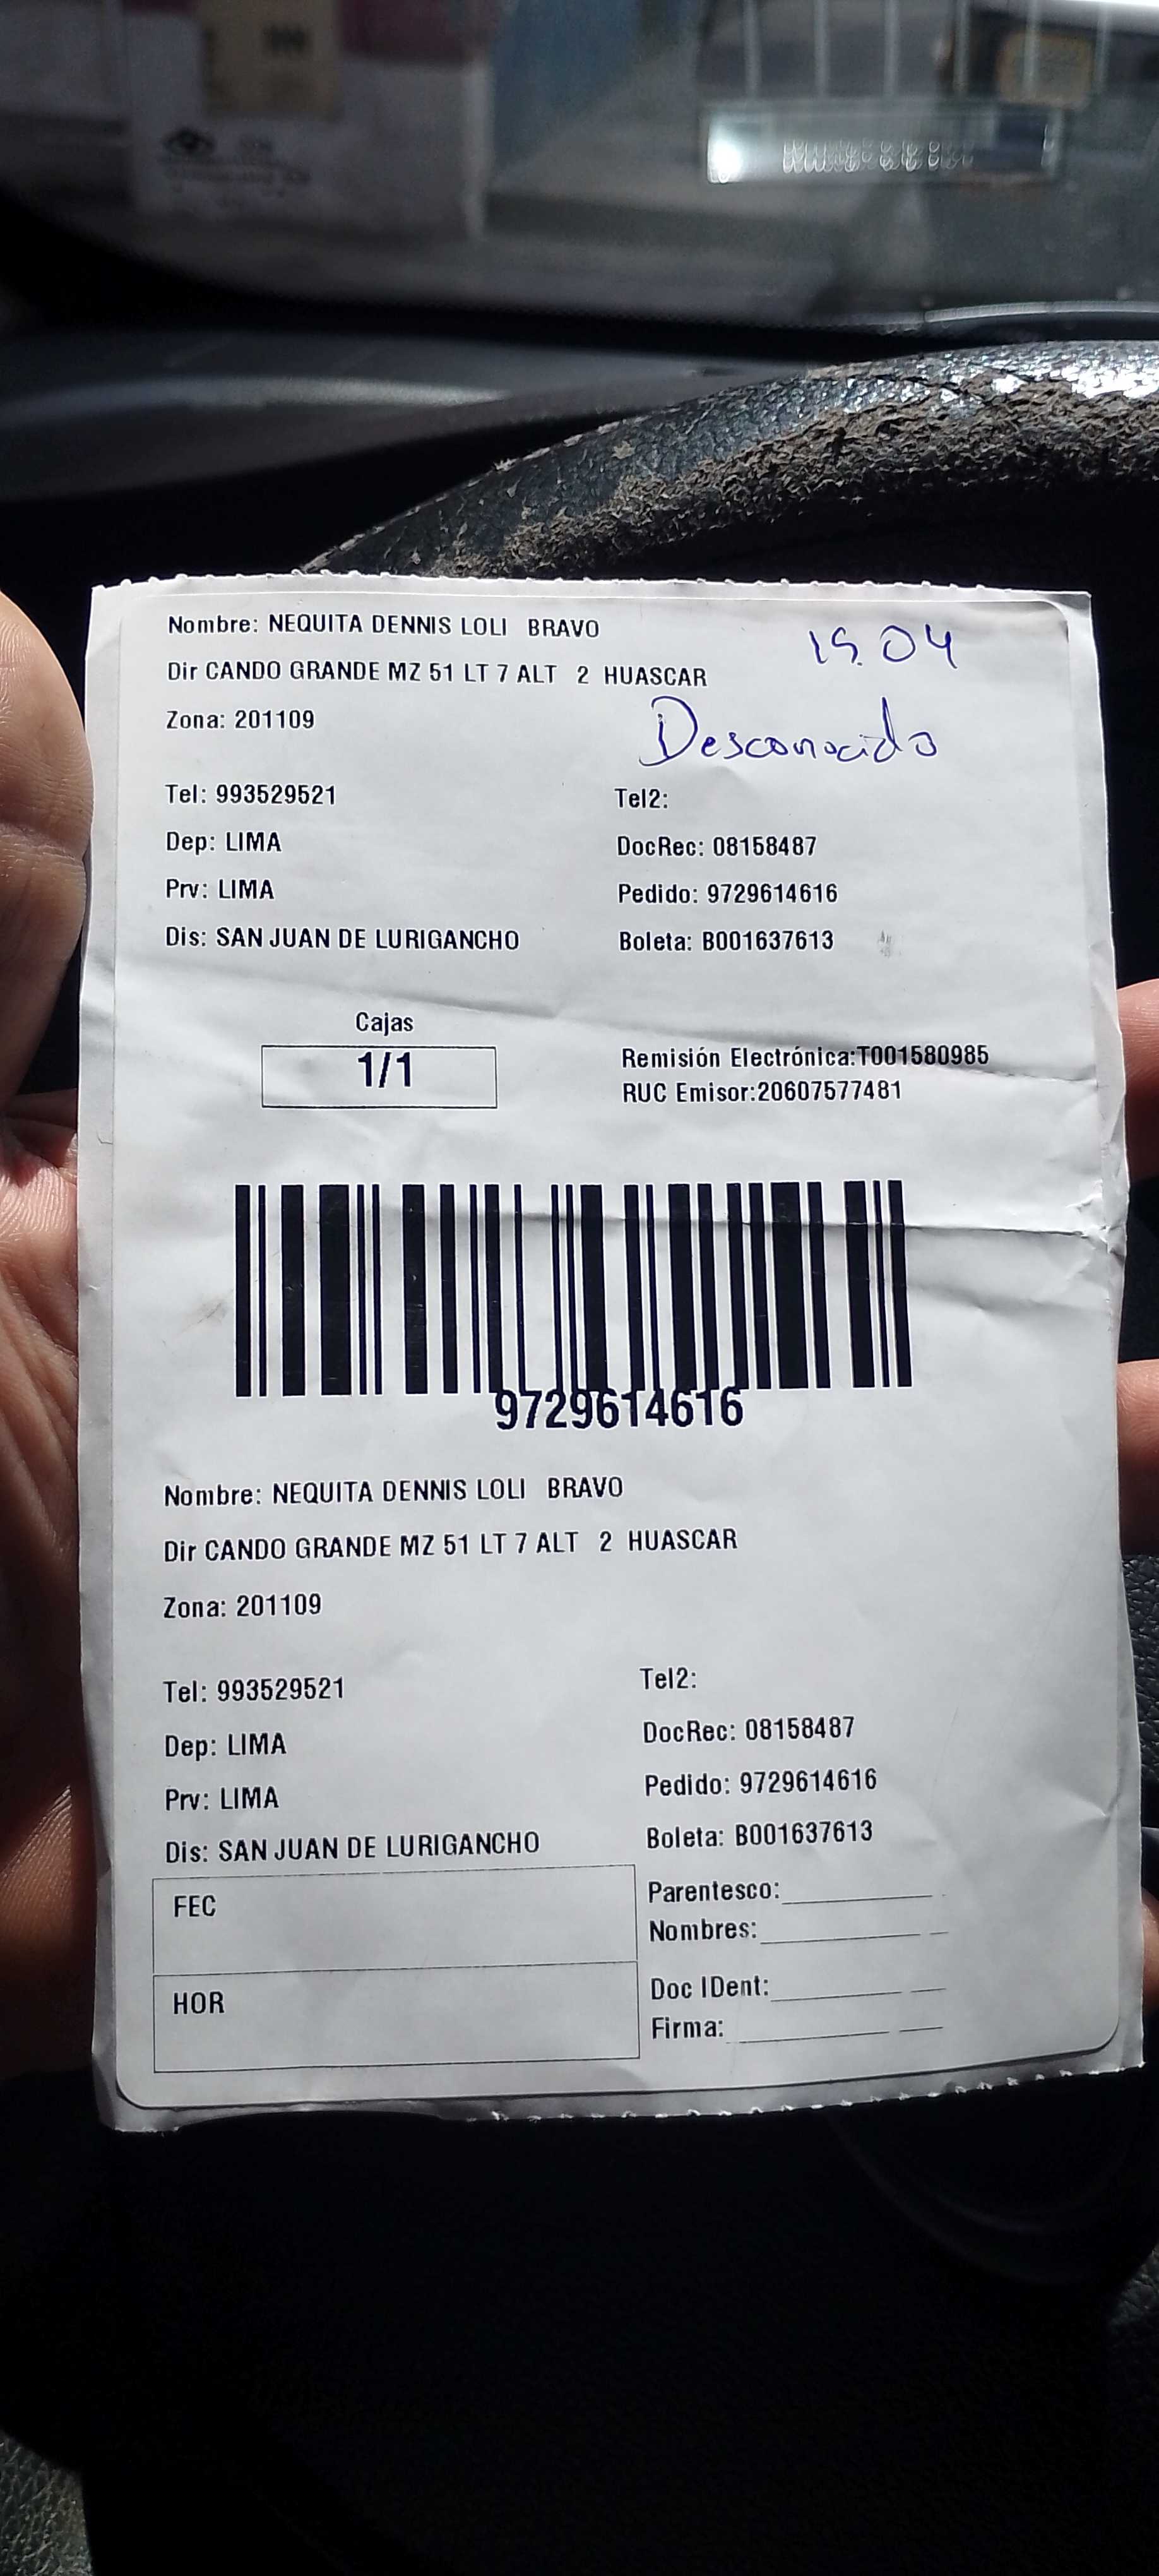 Nombre: NEQUITA DENNIS LOLI BRAVO
15.04
Dir CANDO GRANDE MZ 51 LT 7 ALT 2 HUASCAR
Zona: 201109
Desconocido
Tel: 993529521 Tel2:
Dep: LIMA DocRec: 08158487
Prv: LIMA Pedido: 9729614616
Dis: SAN JUAN DE LURIGANCHO Boleta: B001637613
Cajas
1/1
Remisión Electrónica:T001580985
RUC Emisor:20607577481
9729614616
Nombre: NEQUITA DENNIS LOLI BRAVO
Dir CANDO GRANDE MZ 51 LT 7 ALT 2 HUASCAR
Zona: 201109
Tel: 993529521 Tel2:
Dep: LIMA DocRec: 08158487
Prv: LIMA Pedido: 9729614616
Dis: SAN JUAN DE LURIGANCHO Boleta: B001637613
FEC
HOR
Parentesco:
Nombres:
Doc IDent:
Firma: